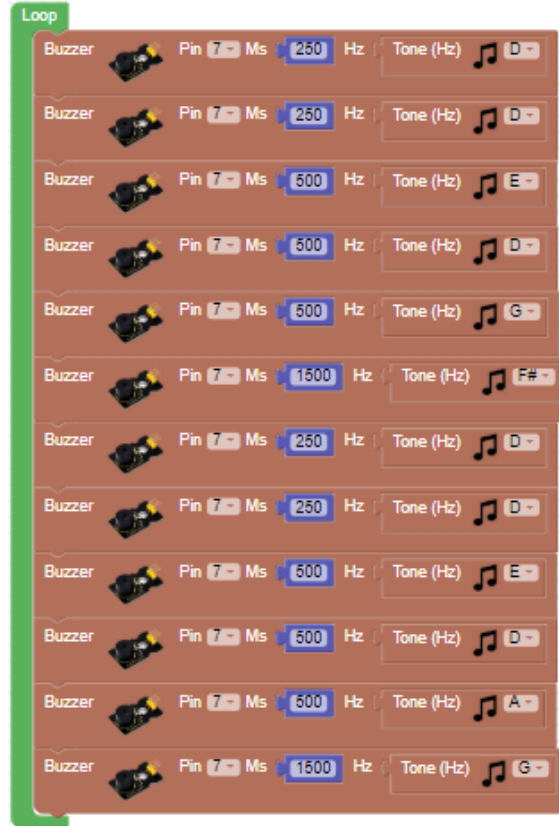 Loop
Buzzer Pin 7 Ms 250 Hz Tone (Hz) D
Buzzer Pin 7 Ms 250 Hz Tone (Hz) D
Buzzer Pin 7 Ms 500 Hz Tone (Hz) E
Buzzer Pin 7 Ms 500 Hz Tone (Hz) D
Buzzer Pin 7 Ms 500 Hz Tone (Hz) G
Buzzer Pin 7 Ms 1500 Hz Tone (Hz) F#
Buzzer Pin 7 Ms 250 Hz Tone (Hz) D
Buzzer Pin 7 Ms 250 Hz Tone (Hz) D
Buzzer Pin 7 Ms 500 Hz Tone (Hz) E
Buzzer Pin 7 Ms 500 Hz Tone (Hz) D
Buzzer Pin 7 Ms 500 Hz Tone (Hz) A
Buzzer Pin 7 Ms 1500 Hz Tone (Hz) G